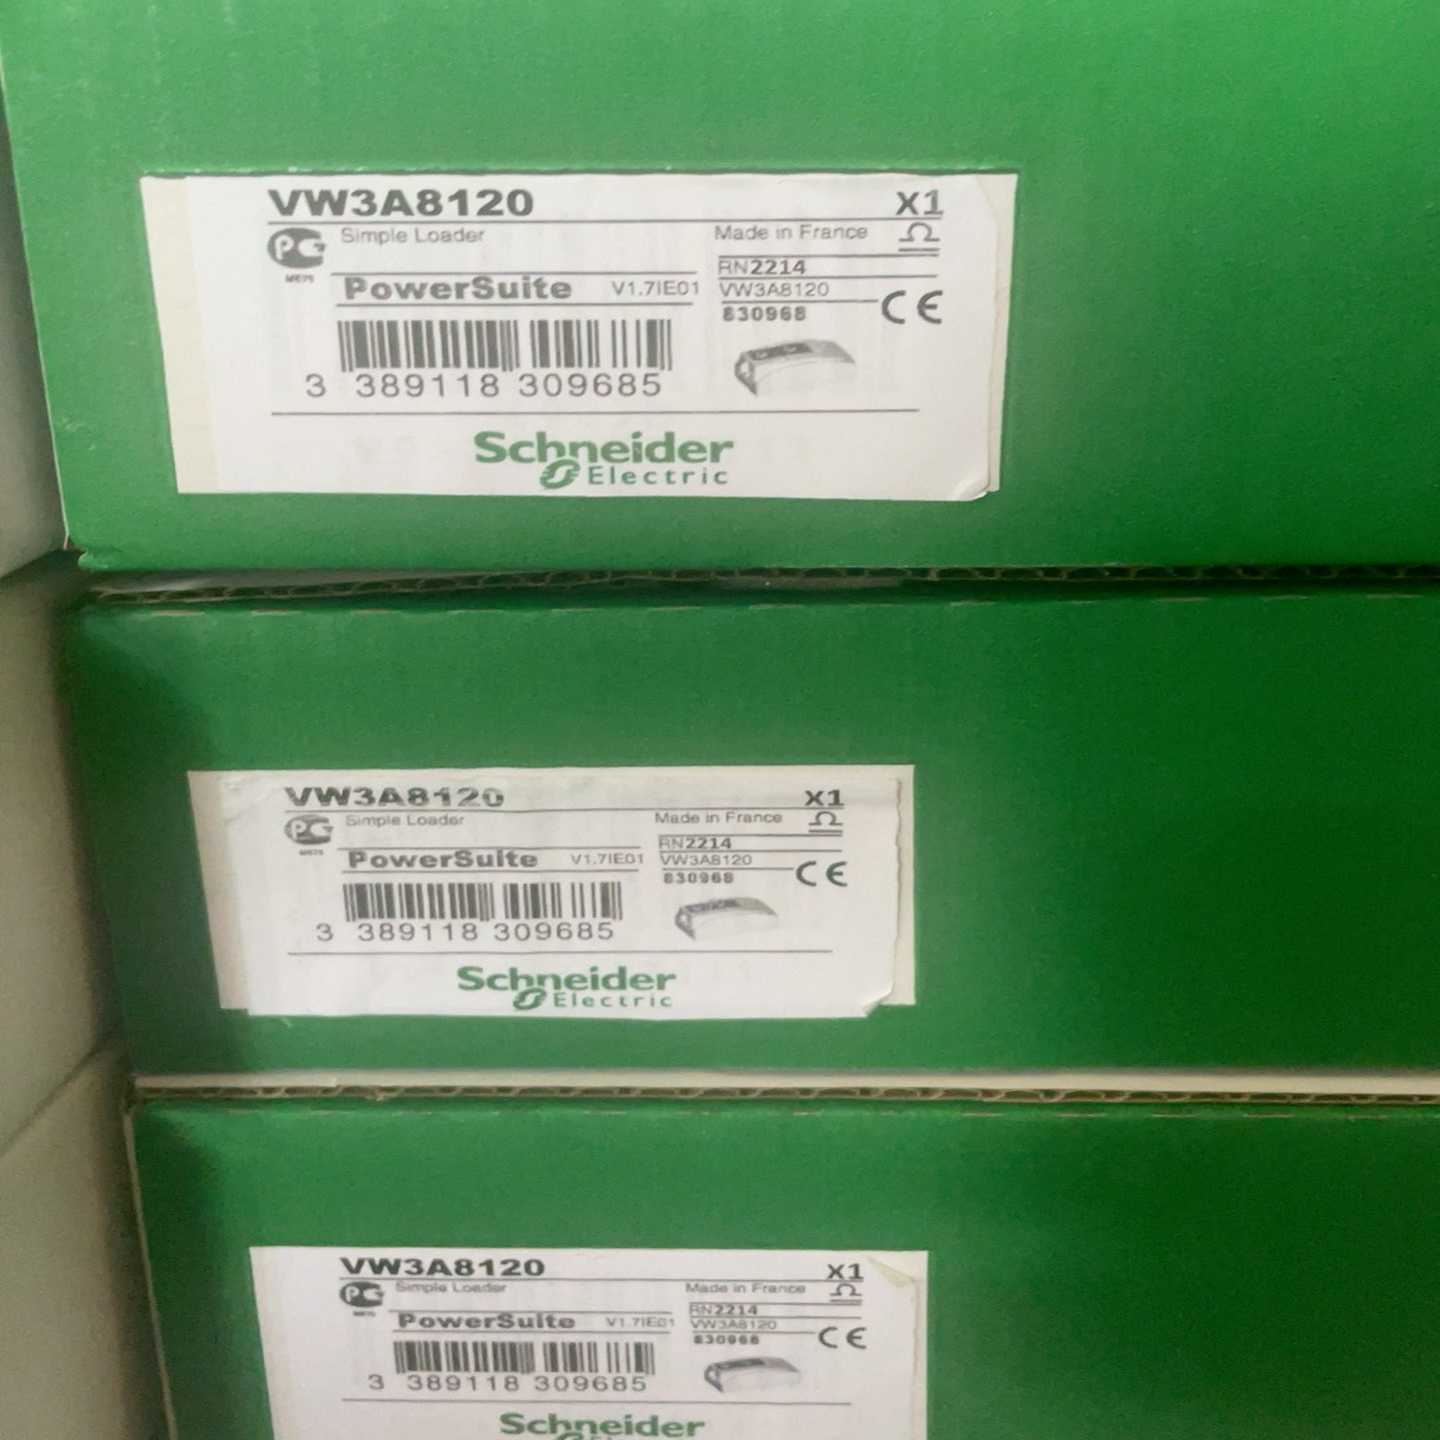 VW3A8120 X1
Simple Loader Made in France
RN2214
PowerSuite V1.7IE01 VW3A8120
830968 CE
3 389118 309685
Schneider
Electric
VW3A8120 X1
Simple Loader Made in France
RN2214
PowerSuite V1.7IE01 VW3A8120
830968 CE
3 389118 309685
Schneider
Electric
VW3A8120 X1
Simple Loader Made in France
RN2214
PowerSuite V1.7IE01 VW3A8120
830968 CE
3 389118 309685
Schneider